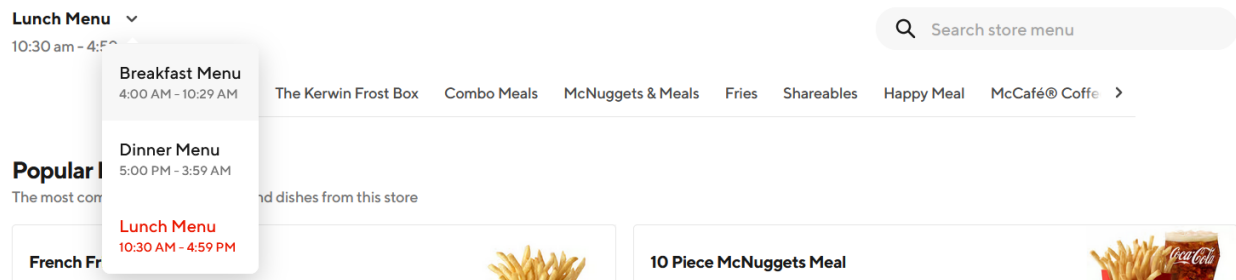 Lunch Menu
10:30 am – 4:5
Search store menu
Breakfast Menu
4:00 AM – 10:29 AM
Dinner Menu
5:00 PM – 3:59 AM
Lunch Menu
10:30 AM – 4:59 PM
The Kerwin Frost Box
Combo Meals
McNuggets & Meals
Fries
Shareables
Happy Meal
McCafé® Coffe
Popular
The most com
nd dishes from this store
French Fr
10 Piece McNuggets Meal
Coca-Cola